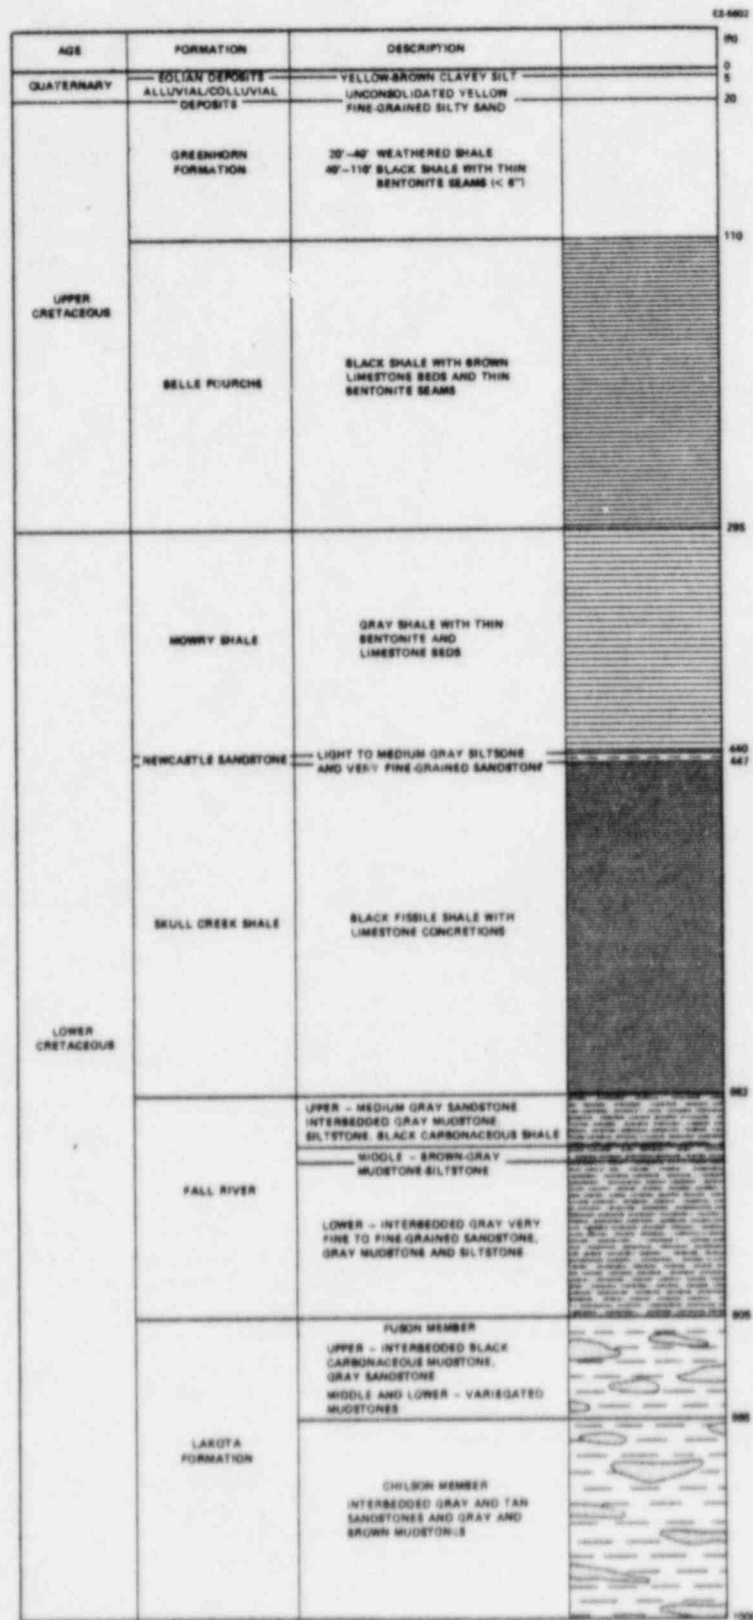 ES-6602
AGE FORMATION DESCRIPTION
0
QUATERNARY EOLIAN DEPOSITS YELLOW-BROWN CLAYEY SILT 5
ALLUVIAL/COLLUVIAL DEPOSITS UNCONSOLIDATED YELLOW FINE-GRAINED SILTY SAND 20
UPPER CRETACEOUS
GREENHORN FORMATION
20'-40' WEATHERED SHALE
40'-110' BLACK SHALE WITH THIN
BENTONITE SEAMS (< 6")
110
BELLE FOURCHE
BLACK SHALE WITH BROWN
LIMESTONE BEDS AND THIN
BENTONITE SEAMS
295
LOWER CRETACEOUS
MOWRY SHALE
GRAY SHALE WITH THIN
BENTONITE AND
LIMESTONE BEDS
440
NEWCASTLE SANDSTONE
LIGHT TO MEDIUM GRAY SILTSONE
AND VERY FINE-GRAINED SANDSTONE
447
SKULL CREEK SHALE
BLACK FISSILE SHALE WITH
LIMESTONE CONCRETIONS
FALL RIVER
UPPER – MEDIUM GRAY SANDSTONE
INTERBEDDED GRAY MUDSTONE
SILTSTONE, BLACK CARBONACEOUS SHALE
MIDDLE – BROWN-GRAY
MUDSTONE-SILTSTONE
LOWER – INTERBEDDED GRAY VERY
FINE TO FINE-GRAINED SANDSTONE,
GRAY MUDSTONE AND SILTSTONE
LAKOTA
FORMATION
FUSON MEMBER
UPPER – INTERBEDDED BLACK
CARBONACEOUS MUDSTONE,
GRAY SANDSTONE
MIDDLE AND LOWER – VARIEGATED
MUDSTONES
CHILSON MEMBER
INTERBEDDED GRAY AND TAN
SANDSTONES AND GRAY AND
BROWN MUDSTONES